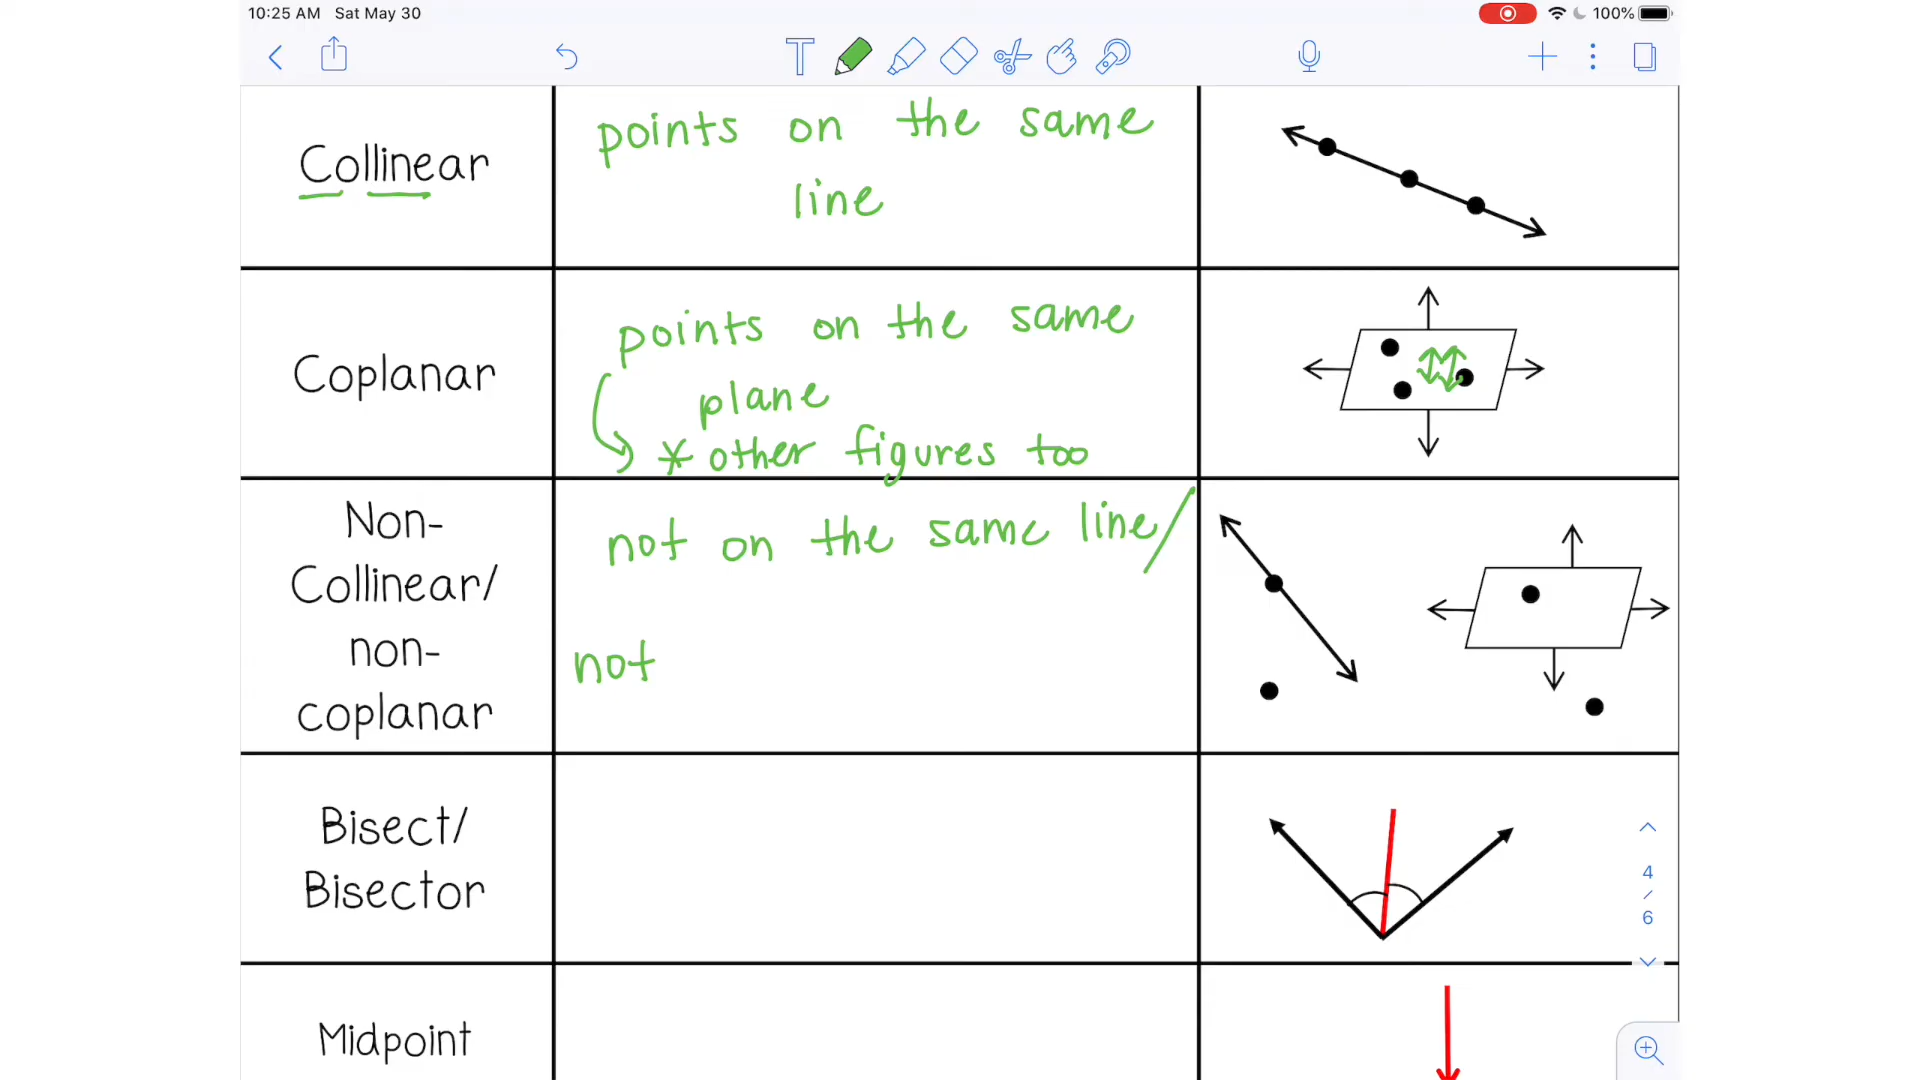 10:25 AM Sat May 30
100%
T
Collinear
points on the same
line
Coplanar
points on the same
plane
* other figures too
Non-
Collinear/
non-
coplanar
not on the same line/
not
Bisect/
Bisector
4
/
6
Midpoint